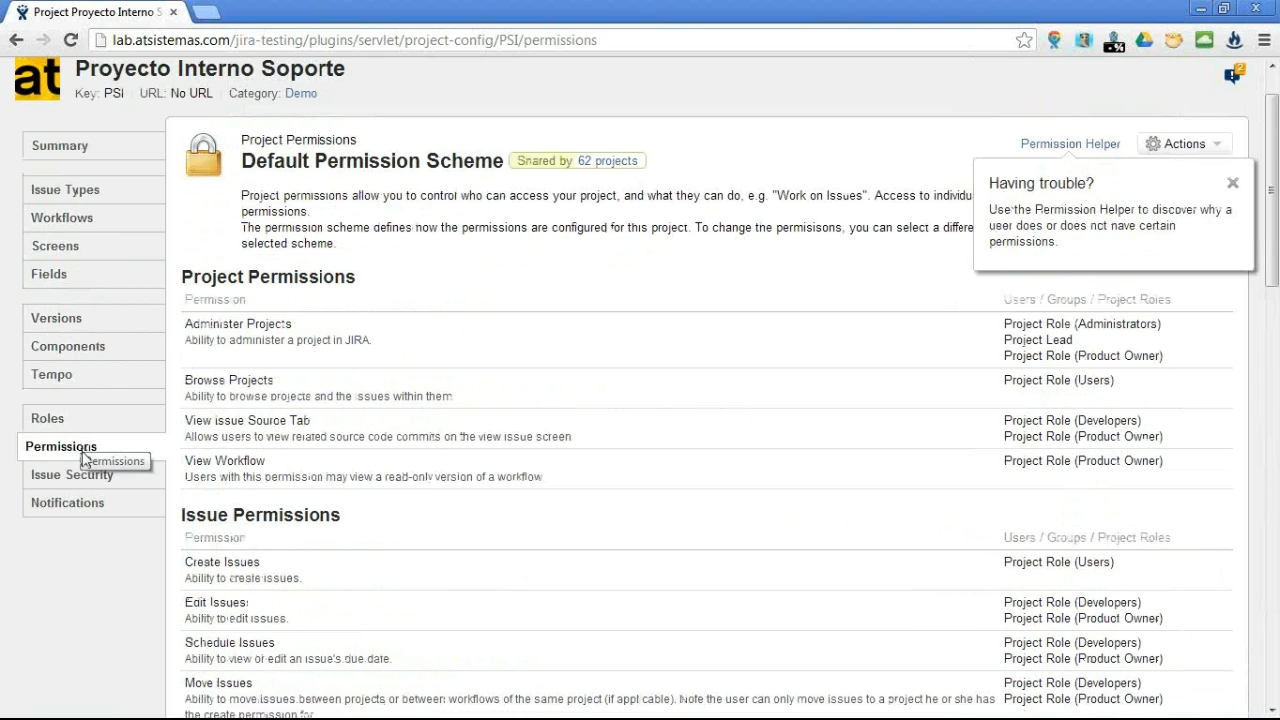 Project Proyecto Interno S
lab.atsistemas.com/jira-testing/plugins/servlet/project-config/PSI/permissions
at
Proyecto Interno Soporte
Key: PSI URL: No URL Category: Demo
2
Summary
Issue Types
Workflows
Screens
Fields
Versions
Components
Tempo
Roles
Permissions
Permissions
Issue Security
Notifications
Project Permissions
Default Permission Scheme Shared by 62 projects
Permission Helper Actions
Project permissions allow you to control who can access your project, and what they can do, e.g. "Work on Issues". Access to individu
permissions.
The permission scheme defines how the permissions are configured for this project. To change the permisisons, you can select a differe
selected scheme.
Having trouble?
Use the Permission Helper to discover why a
user does or does not have certain
permissions.
Project Permissions
Permission Users / Groups / Project Roles
Administer Projects Project Role (Administrators)
Ability to administer a project in JIRA. Project Lead
Project Role (Product Owner)
Browse Projects Project Role (Users)
Ability to browse projects and the issues within them
View issue Source Tab Project Role (Developers)
Allows users to view related source code commits on the view issue screen Project Role (Product Owner)
View Workflow Project Role (Product Owner)
Users with this permission may view a read-only version of a workflow
Issue Permissions
Permission Users / Groups / Project Roles
Create Issues Project Role (Users)
Ability to create issues.
Edit Issues Project Role (Developers)
Ability to edit issues. Project Role (Product Owner)
Schedule Issues Project Role (Developers)
Ability to view or edit an issue's due date. Project Role (Product Owner)
Move Issues Project Role (Developers)
Ability to move issues between projects or between workflows of the same project (if applicable). Note the user can only move issues to a project he or she has Project Role (Product Owner)
the create permission for.